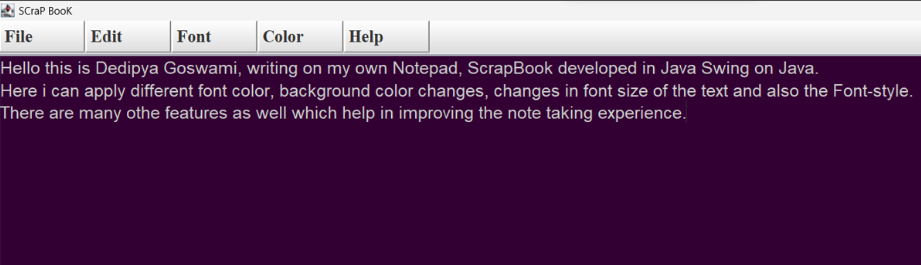 SCraP BooK
File Edit Font Color Help
Hello this is Dedipya Goswami, writing on my own Notepad, ScrapBook developed in Java Swing on Java.
Here i can apply different font color, background color changes, changes in font size of the text and also the Font-style.
There are many othe features as well which help in improving the note taking experience.